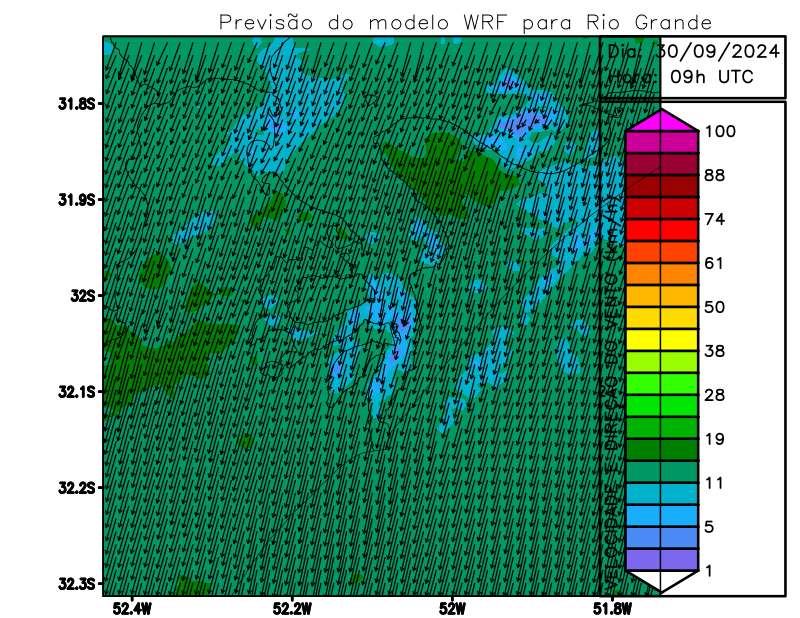 Previsão do modelo WRF para Rio Grande
Dia: 30/09/2024
Hora: 09h UTC
31.8S
31.9S
32S
32.1S
32.2S
32.3S
52.4W
52.2W
52W
51.8W
VELOCIDADE E DIREÇÃO DO VENTO (km/h)
100
88
74
61
50
38
28
19
11
5
1